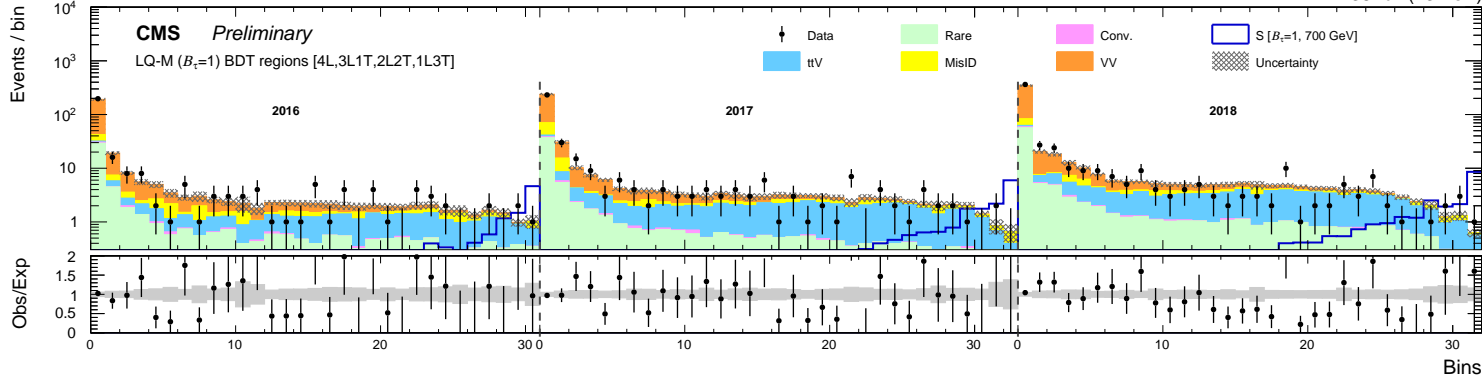 CMS Preliminary
LQ-M (Bτ=1) BDT regions [4L,3L1T,2L2T,1L3T]
Data
Rare
Conv.
S [Bτ=1, 700 GeV]
ttV
MisID
VV
Uncertainty
2016
2017
2018
Events / bin
10⁴
10³
10²
10
1
Obs/Exp
2
1.5
1
0.5
0
0 10 20 30 0 10 20 30 0 10 20 30
Bins